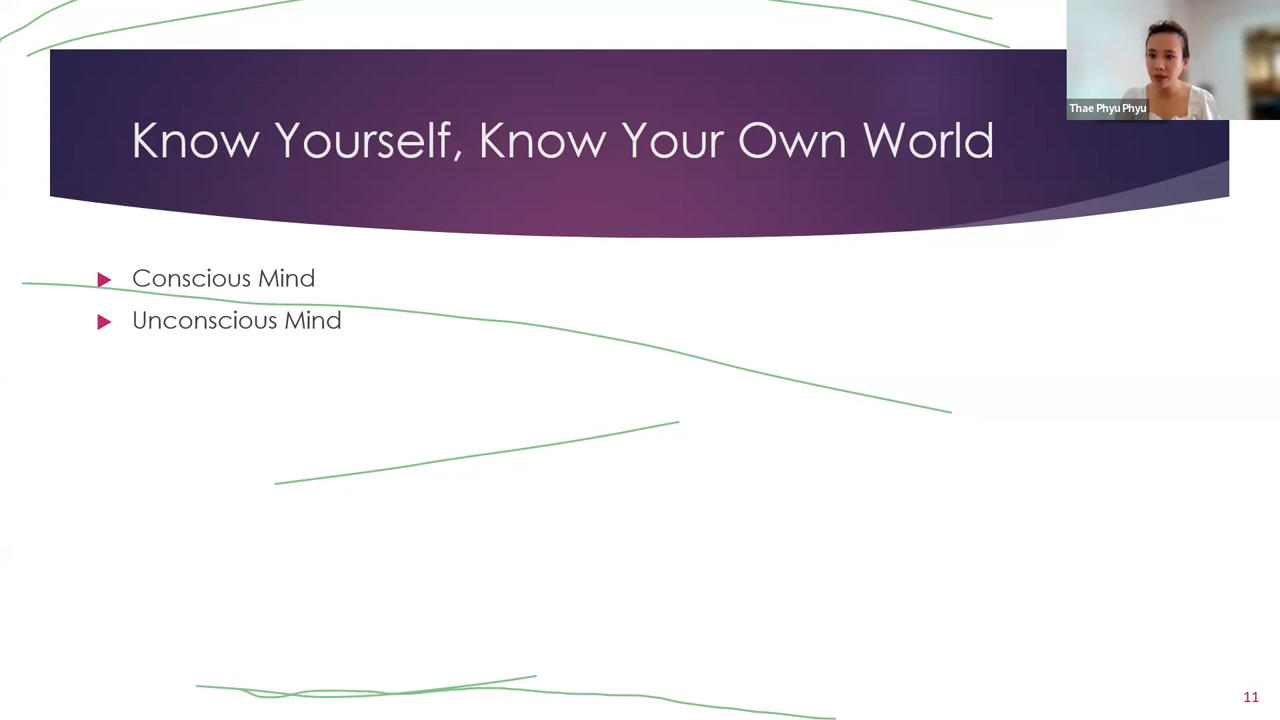 Know Yourself, Know Your Own World
Thae Phyu Phyu
Conscious Mind
Unconscious Mind
11